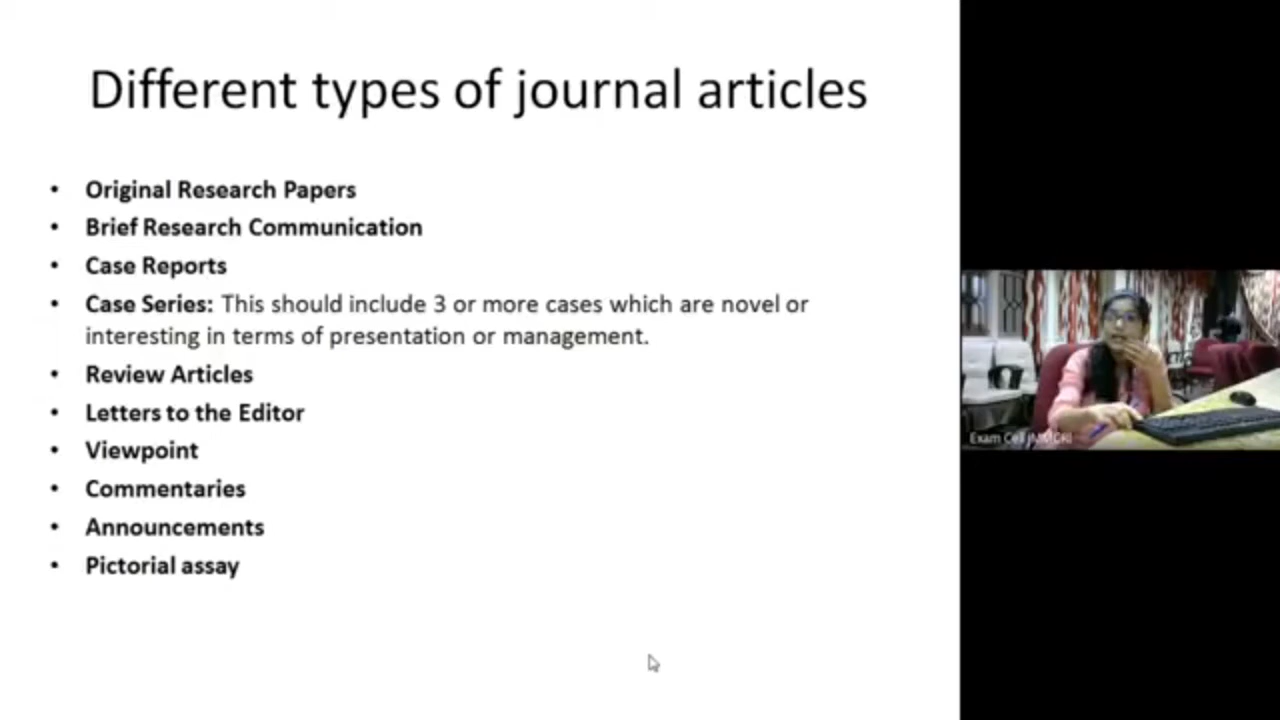 Different types of journal articles
• Original Research Papers
• Brief Research Communication
• Case Reports
• Case Series: This should include 3 or more cases which are novel or
interesting in terms of presentation or management.
• Review Articles
• Letters to the Editor
• Viewpoint
• Commentaries
• Announcements
• Pictorial assay
Exam Cell